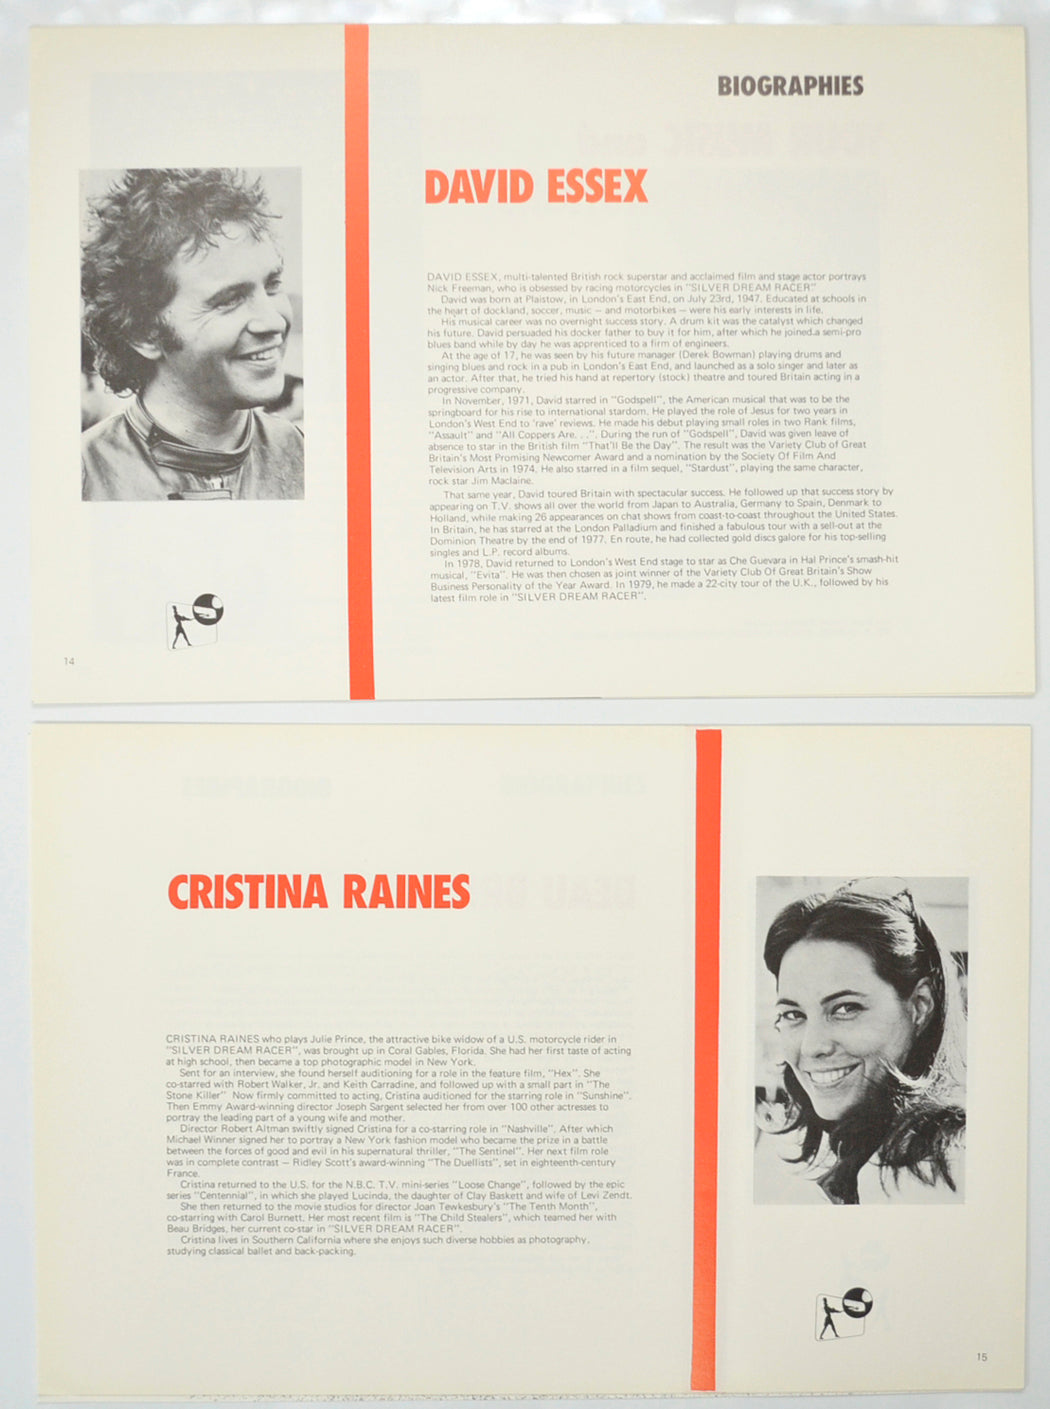 BIOGRAPHIES
DAVID ESSEX
DAVID ESSEX, multi-talented British rock superstar and acclaimed film and stage actor portrays
Nick Freeman, who is obsessed by racing motorcycles in "SILVER DREAM RACER".
David was born at Plaistow, in London's East End, on July 23rd, 1947. Educated at schools in
the heart of dockland, soccer, music — and motorbikes — were his early interests in life.
His musical career was no overnight success story. A drum kit was the catalyst which changed
his future. David persuaded his docker father to buy it for him, after which he joined a semi-pro
blues band while by day he was apprenticed to a firm of engineers.
At the age of 17, he was seen by his future manager (Derek Bowman) playing drums and
singing blues and rock in a pub in London's East End, and launched as a solo singer and later as
an actor. After that, he tried his hand at repertory (stock) theatre and toured Britain acting in a
progressive company.
In November, 1971, David starred in "Godspell", the American musical that was to be the
springboard for his rise to international stardom. He played the role of Jesus for two years in
London's West End to 'rave' reviews. He made his debut playing small roles in two Rank films,
"Assault" and "All Coppers Are. . .". During the run of "Godspell", David was given leave of
absence to star in the British film "That'll Be the Day". The result was the Variety Club of Great
Britain's Most Promising Newcomer Award and a nomination by the Society Of Film And
Television Arts in 1974. He also starred in a film sequel, "Stardust", playing the same character,
rock star Jim Maclaine.
That same year, David toured Britain with spectacular success. He followed up that success story by
appearing on T.V. shows all over the world from Japan to Australia, Germany to Spain, Denmark to
Holland, while making 26 appearances on chat shows from coast-to-coast throughout the United States.
In Britain, he has starred at the London Palladium and finished a fabulous tour with a sell-out at the
Dominion Theatre by the end of 1977. En route, he had collected gold discs galore for his top-selling
singles and L.P. record albums.
In 1978, David returned to London's West End stage to star as Che Guevara in Hal Prince's smash-hit
musical, "Evita". He was then chosen as joint winner of the Variety Club Of Great Britain's Show
Business Personality of the Year Award. In 1979, he made a 22-city tour of the U.K., followed by his
latest film role in "SILVER DREAM RACER".
14
CRISTINA RAINES
CRISTINA RAINES who plays Julie Prince, the attractive bike widow of a U.S. motorcycle rider in
"SILVER DREAM RACER", was brought up in Coral Gables, Florida. She had her first taste of acting
at high school, then became a top photographic model in New York.
Sent for an interview, she found herself auditioning for a role in the feature film, "Hex". She
co-starred with Robert Walker, Jr. and Keith Carradine, and followed up with a small part in "The
Stone Killer" Now firmly committed to acting, Cristina auditioned for the starring role in "Sunshine".
Then Emmy Award-winning director Joseph Sargent selected her from over 100 other actresses to
portray the leading part of a young wife and mother.
Director Robert Altman swiftly signed Cristina for a co-starring role in "Nashville". After which
Michael Winner signed her to portray a New York fashion model who became the prize in a battle
between the forces of good and evil in his supernatural thriller, "The Sentinel". Her next film role
was in complete contrast — Ridley Scott's award-winning "The Duellists", set in eighteenth-century
France.
Cristina returned to the U.S. for the N.B.C. T.V. mini-series "Loose Change", followed by the epic
series "Centennial", in which she played Lucinda, the daughter of Clay Baskett and wife of Levi Zendt.
She then returned to the movie studios for director Joan Tewkesbury's "The Tenth Month",
co-starring with Carol Burnett. Her most recent film is "The Child Stealers", which teamed her with
Beau Bridges, her current co-star in "SILVER DREAM RACER".
Cristina lives in Southern California where she enjoys such diverse hobbies as photography,
studying classical ballet and back-packing.
15